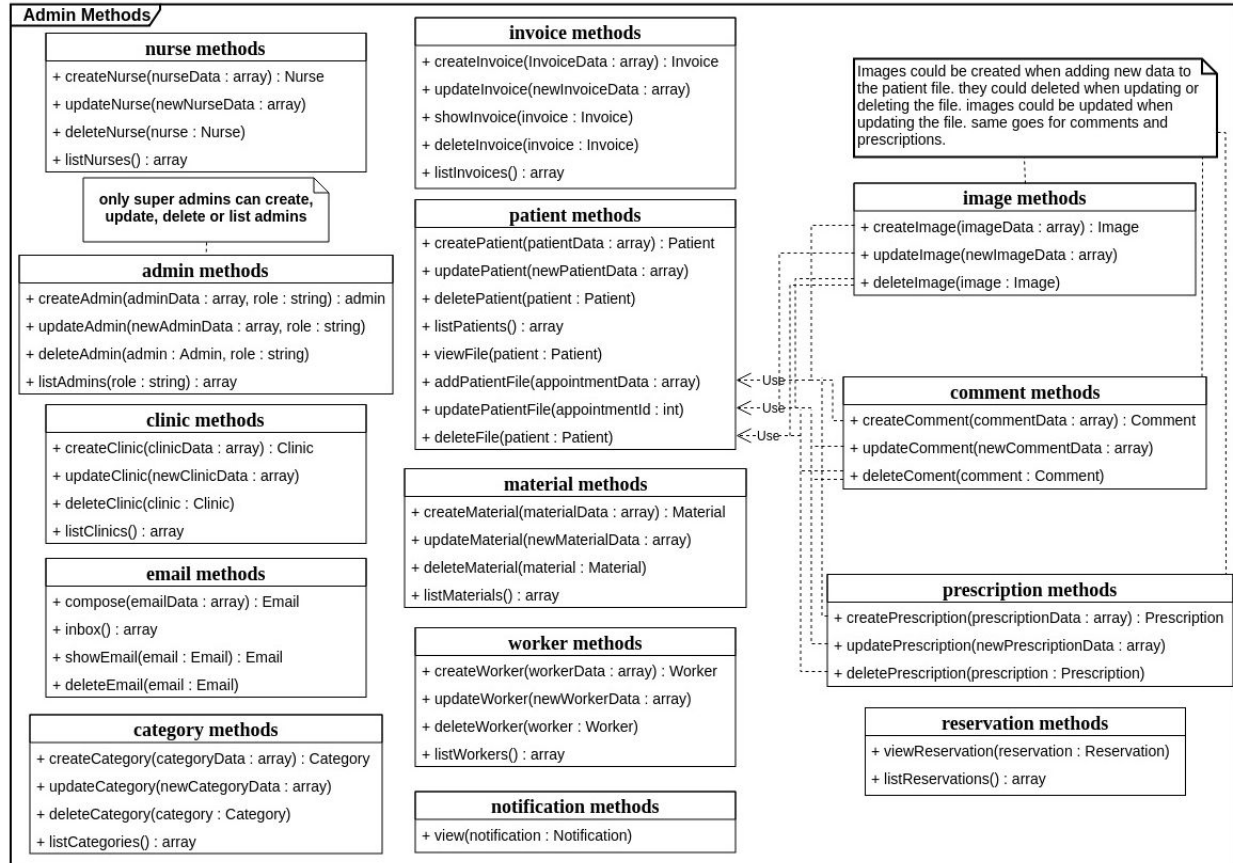 Admin Methods
nurse methods
+ createNurse(nurseData : array) : Nurse
+ updateNurse(newNurseData : array)
+ deleteNurse(nurse : Nurse)
+ listNurses() : array
only super admins can create,
update, delete or list admins
admin methods
+ createAdmin(adminData : array, role : string) : admin
+ updateAdmin(newAdminData : array, role : string)
+ deleteAdmin(admin : Admin, role : string)
+ listAdmins(role : string) : array
clinic methods
+ createClinic(clinicData : array) : Clinic
+ updateClinic(newClinicData : array)
+ deleteClinic(clinic : Clinic)
+ listClinics() : array
email methods
+ compose(emailData : array) : Email
+ inbox() : array
+ showEmail(email : Email) : Email
+ deleteEmail(email : Email)
category methods
+ createCategory(categoryData : array) : Category
+ updateCategory(newCategoryData : array)
+ deleteCategory(category : Category)
+ listCategories() : array
invoice methods
+ createInvoice(InvoiceData : array) : Invoice
+ updateInvoice(newInvoiceData : array)
+ showInvoice(invoice : Invoice)
+ deleteInvoice(invoice : Invoice)
+ listInvoices() : array
patient methods
+ createPatient(patientData : array) : Patient
+ updatePatient(newPatientData : array)
+ deletePatient(patient : Patient)
+ listPatients() : array
+ viewFile(patient : Patient)
+ addPatientFile(appointmentData : array)
+ updatePatientFile(appointmentId : int)
+ deleteFile(patient : Patient)
Use
Use
Use
material methods
+ createMaterial(materialData : array) : Material
+ updateMaterial(newMaterialData : array)
+ deleteMaterial(material : Material)
+ listMaterials() : array
worker methods
+ createWorker(workerData : array) : Worker
+ updateWorker(newWorkerData : array)
+ deleteWorker(worker : Worker)
+ listWorkers() : array
notification methods
+ view(notification : Notification)
Images could be created when adding new data to
the patient file. they could deleted when updating or
deleting the file. images could be updated when
updating the file. same goes for comments and
prescriptions.
image methods
+ createImage(imageData : array) : Image
+ updateImage(newImageData : array)
+ deleteImage(image : Image)
comment methods
+ createComment(commentData : array) : Comment
+ updateComment(newCommentData : array)
+ deleteComent(comment : Comment)
prescription methods
+ createPrescription(prescriptionData : array) : Prescription
+ updatePrescription(newPrescriptionData : array)
+ deletePrescription(prescription : Prescription)
reservation methods
+ viewReservation(reservation : Reservation)
+ listReservations() : array